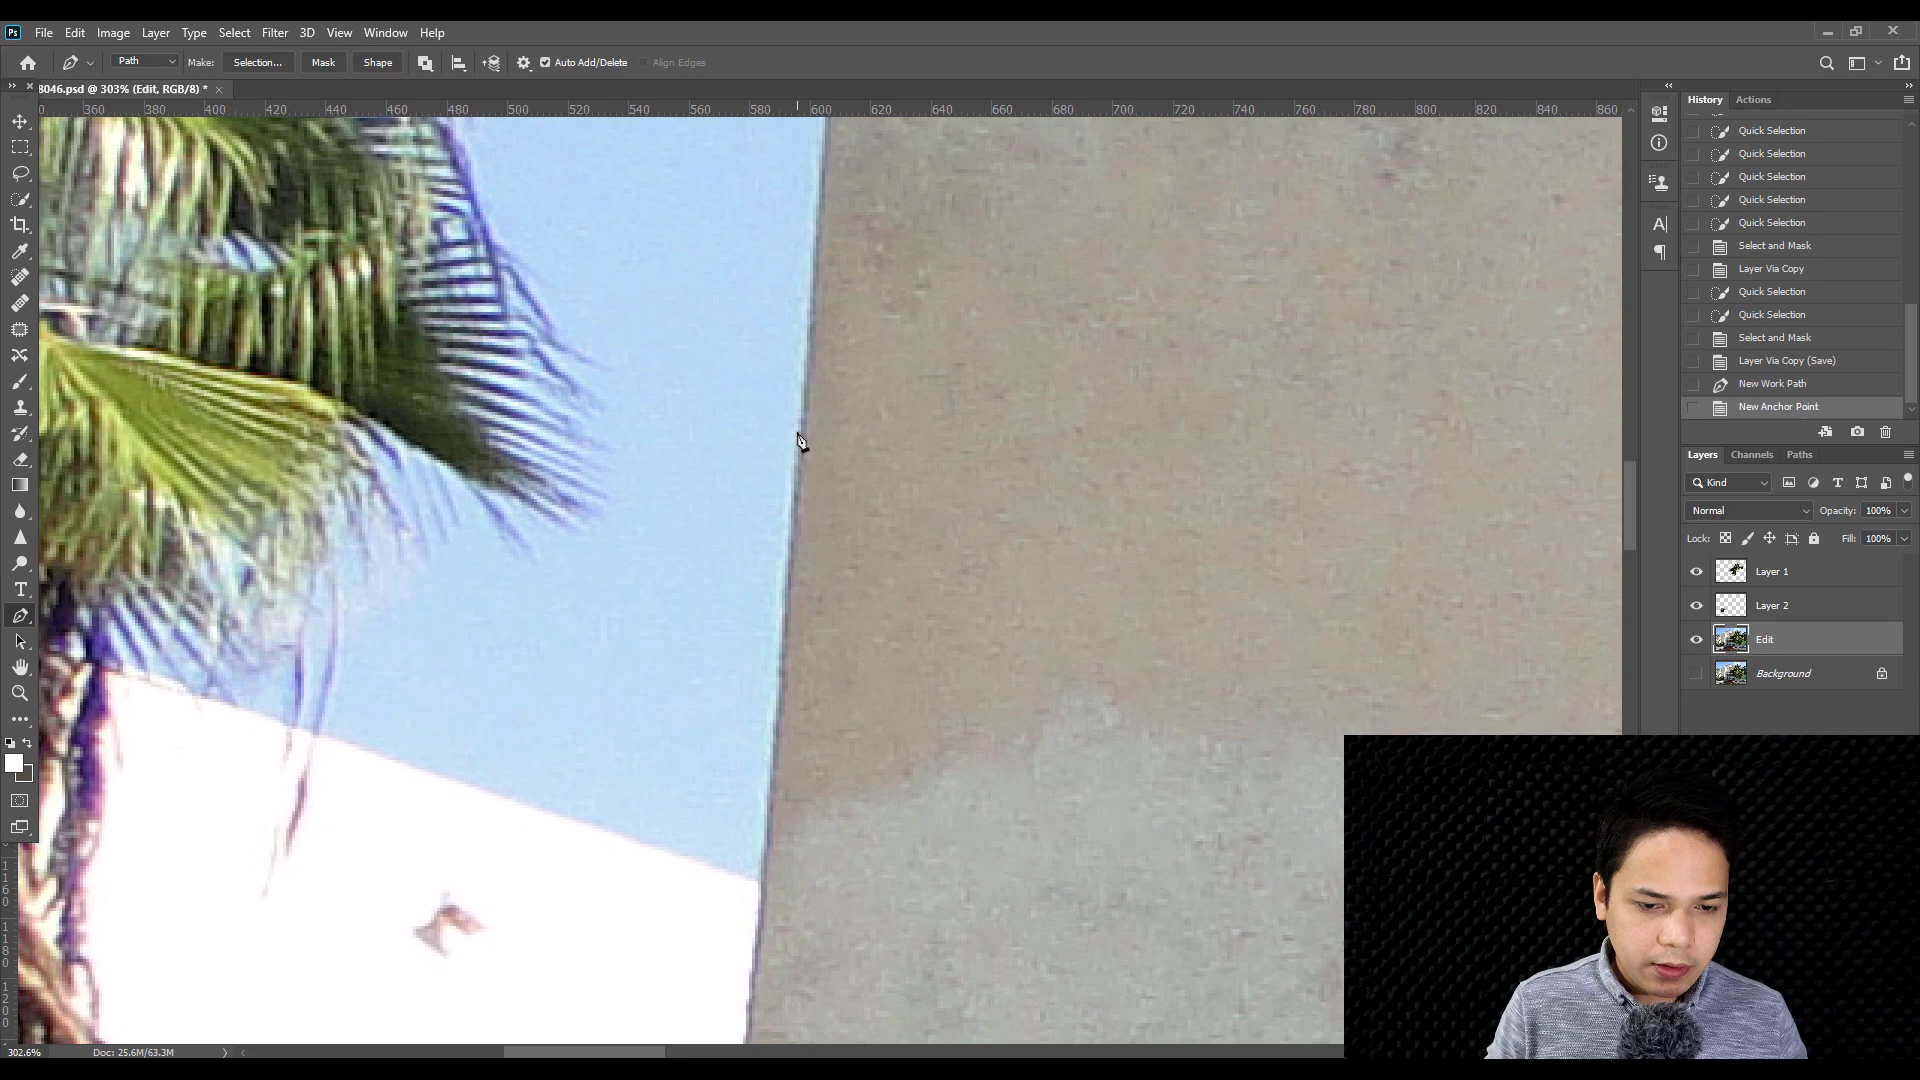 Ps File Edit Image Layer Type Select Filter 3D View Window Help
Path Make: Selection... Mask Shape Auto Add/Delete Align Edges
8046.psd @ 303% (Edit, RGB/8) * ×
360 380 400 420 440 460 480 500 520 540 560 580 600 620 640 660 680 700 720 740 760 780 800 820 840 860
History Actions
Quick Selection
Quick Selection
Quick Selection
Quick Selection
Quick Selection
Select and Mask
Layer Via Copy
Quick Selection
Quick Selection
Select and Mask
Layer Via Copy (Save)
New Work Path
New Anchor Point
Layers Channels Paths
Kind
Normal Opacity: 100%
Lock: Fill: 100%
Layer 1
Layer 2
Edit
Background
1160
1180
1200
302.6% Doc: 25.6M/63.3M